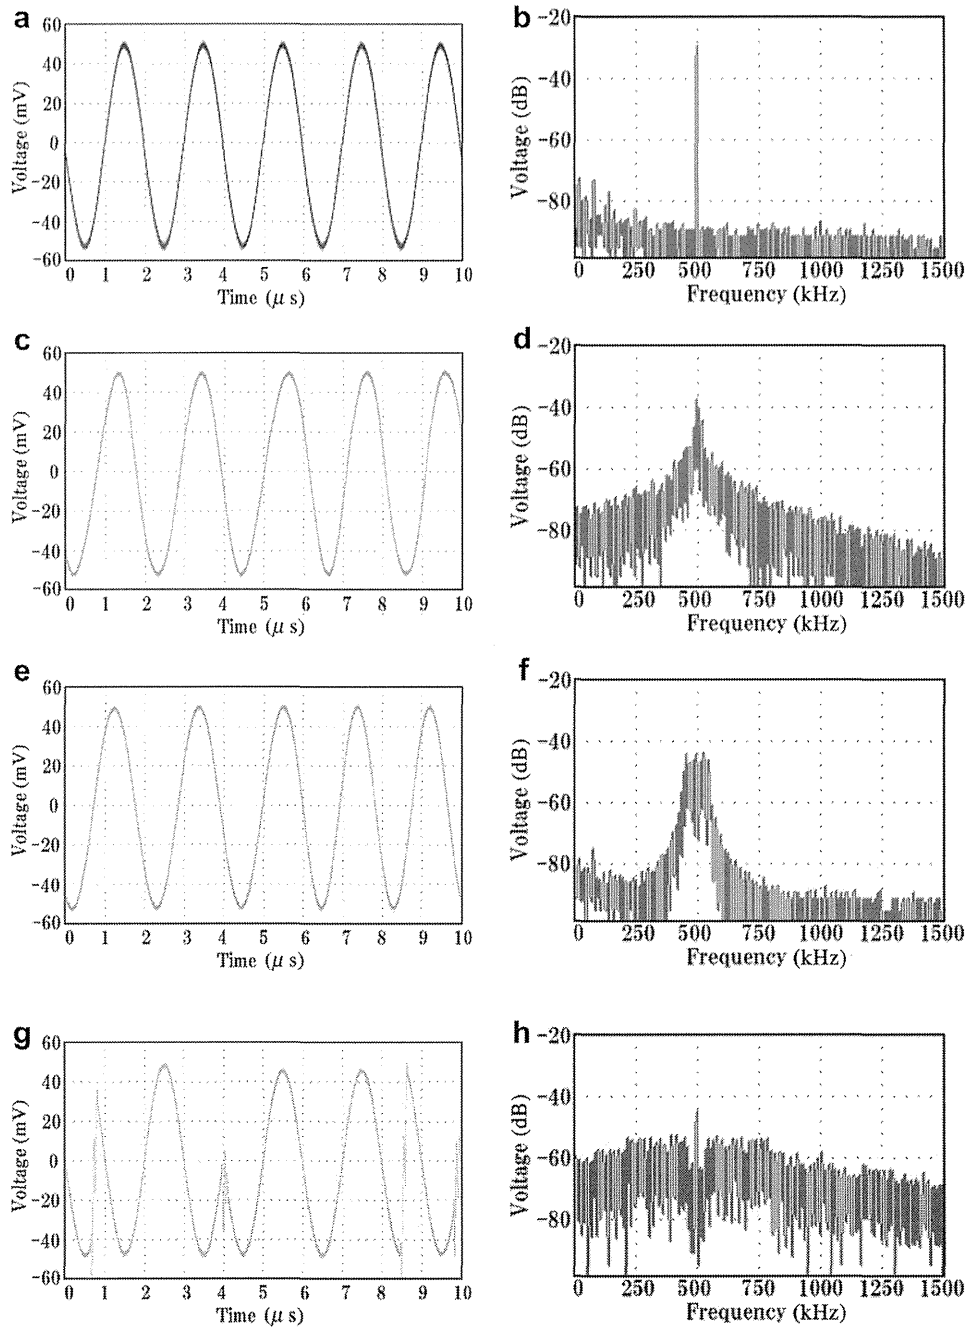 a
60
40
20
0
-20
-40
-60
Voltage (mV)
0 1 2 3 4 5 6 7 8 9 10
Time (μ s)
b
-20
-40
-60
-80
Voltage (dB)
0 250 500 750 1000 1250 1500
Frequency (kHz)
c
60
40
20
0
-20
-40
-60
Voltage (mV)
0 1 2 3 4 5 6 7 8 9 10
Time (μ s)
d
-20
-40
-60
-80
Voltage (dB)
0 250 500 750 1000 1250 1500
Frequency (kHz)
e
60
40
20
0
-20
-40
-60
Voltage (mV)
0 1 2 3 4 5 6 7 8 9 10
Time (μ s)
f
-20
-40
-60
-80
Voltage (dB)
0 250 500 750 1000 1250 1500
Frequency (kHz)
g
60
40
20
0
-20
-40
-60
Voltage (mV)
0 1 2 3 4 5 6 7 8 9 10
Time (μ s)
h
-20
-40
-60
-80
Voltage (dB)
0 250 500 750 1000 1250 1500
Frequency (kHz)